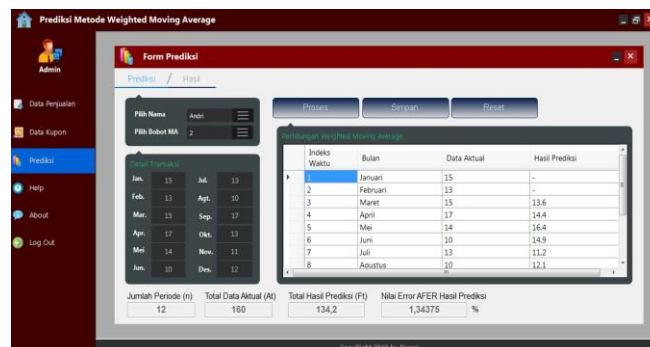 Prediksi Metode Weighted Moving Average
Admin
Data Penjualan
Data Kupon
Prediksi
Help
About
Log Out
Form Prediksi
Prediksi / Hasil
Pilih Nama Andri
Pilih Bobot MA 2
Proses Simpan Reset
Detail Transaksi
Jan. 15 Jul. 13
Feb. 13 Agt. 10
Mar. 15 Sep. 17
Apr. 17 Okt. 13
Mei 14 Nov. 11
Jun. 10 Des. 12
Perhitungan Weighted Moving Average
Indeks Waktu Bulan Data Aktual Hasil Prediksi
1 Januari 15 -
2 Februari 13 -
3 Maret 15 13.6
4 April 17 14.4
5 Mei 14 16.4
6 Juni 10 14.9
7 Juli 13 11.2
8 Agustus 10 12.1
Jumlah Periode (n) Total Data Aktual (At) Total Hasil Prediksi (Ft) Nilai Error AFER Hasil Prediksi
12 160 134,2 1,34375 %